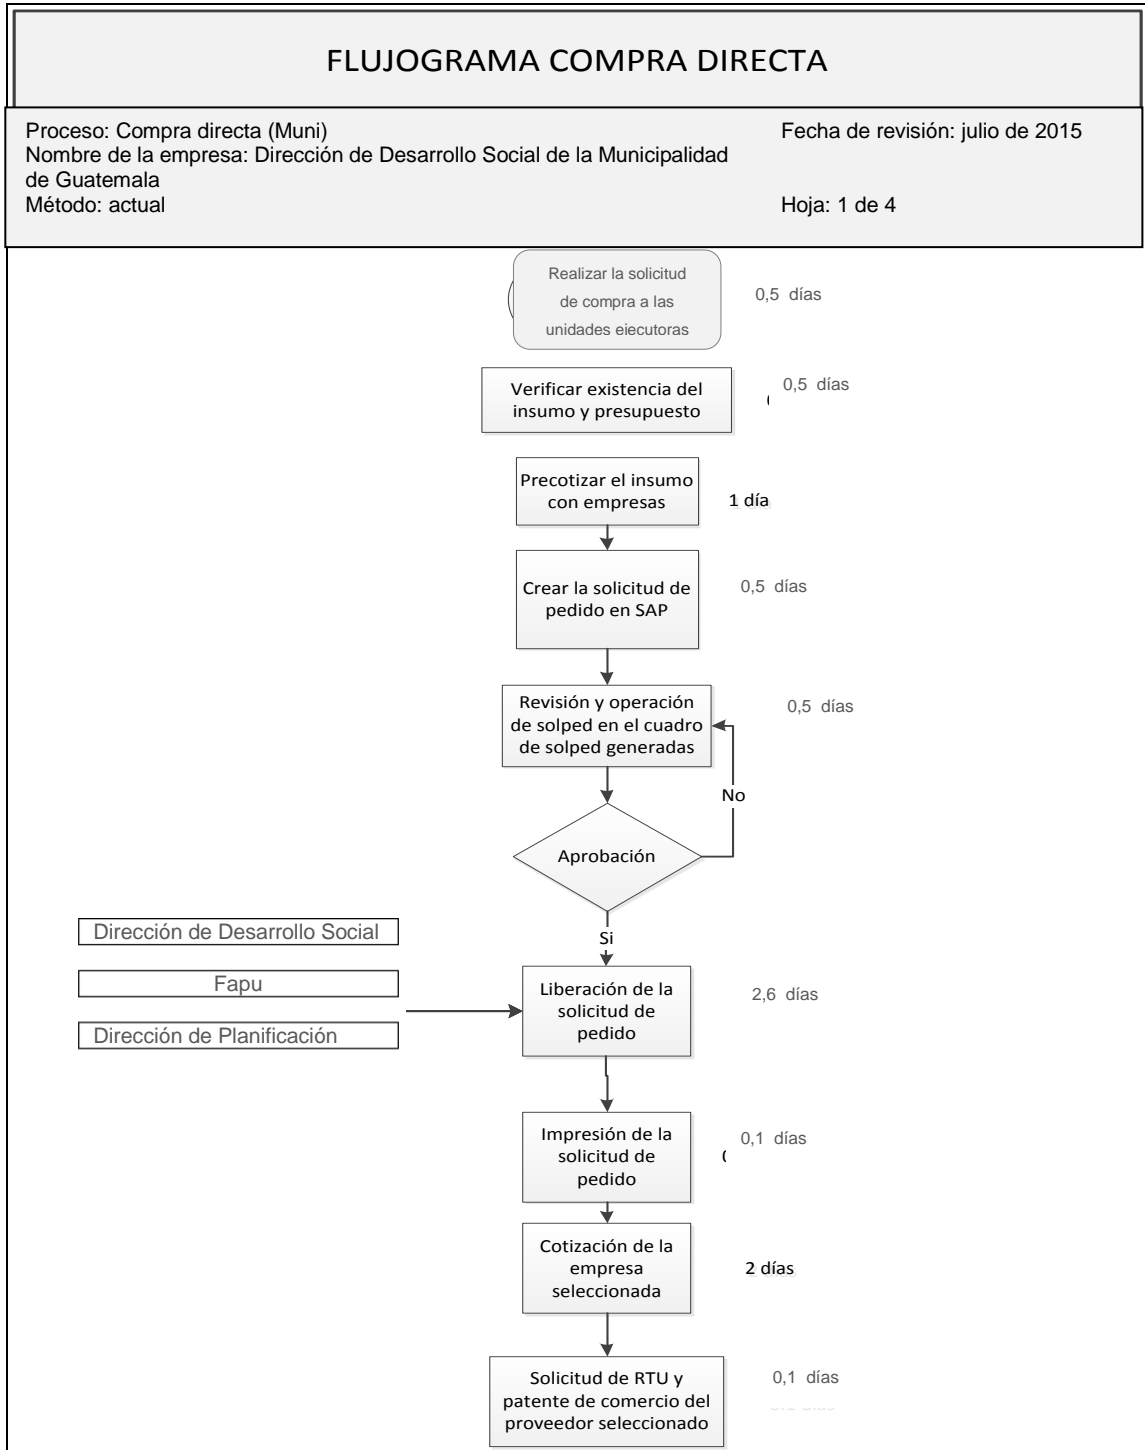 FLUJOGRAMA COMPRA DIRECTA
Proceso: Compra directa (Muni)
Fecha de revisión: julio de 2015
Nombre de la empresa: Dirección de Desarrollo Social de la Municipalidad
de Guatemala
Método: actual
Hoja: 1 de 4
Realizar la solicitud
de compra a las
unidades ejecutoras
0,5 días
Verificar existencia del
insumo y presupuesto
0,5 días
Precotizar el insumo
con empresas
1 día
Crear la solicitud de
pedido en SAP
0,5 días
Revisión y operación
de solped en el cuadro
de solped generadas
0,5 días
No
Aprobación
Si
Dirección de Desarrollo Social
Fapu
Dirección de Planificación
Liberación de la
solicitud de
pedido
2,6 días
Impresión de la
solicitud de
pedido
0,1 días
Cotización de la
empresa
seleccionada
2 días
Solicitud de RTU y
patente de comercio del
proveedor seleccionado
0,1 días